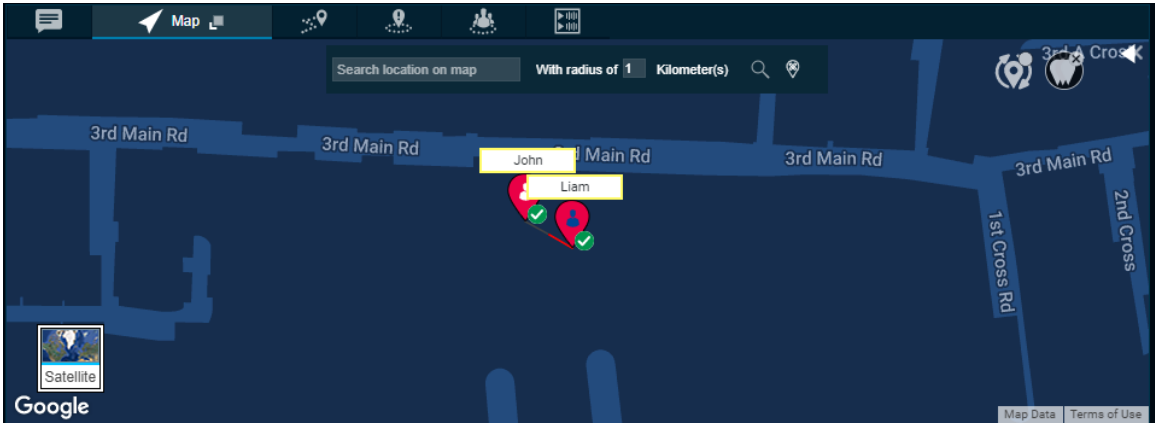 Map
Search location on map
With radius of 1 Kilometer(s)
3rd A Cross
3rd Main Rd
3rd Main Rd
Main Rd
3rd Main Rd
3rd Main Rd
John
Liam
1st Cross Rd
2nd Cross
Satellite
Google
Map Data
Terms of Use